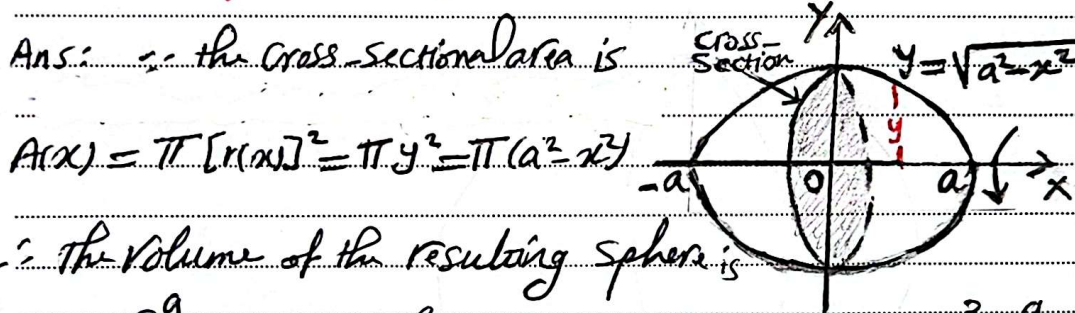 Ans: ∵ the cross-sectional area is
A(x) = π [r(x)]² = πy² = π(a²-x²)
∴ The volume of the resulting sphere is
Y
cross-
section
y = √a²-x²
y
-a
0
a
X